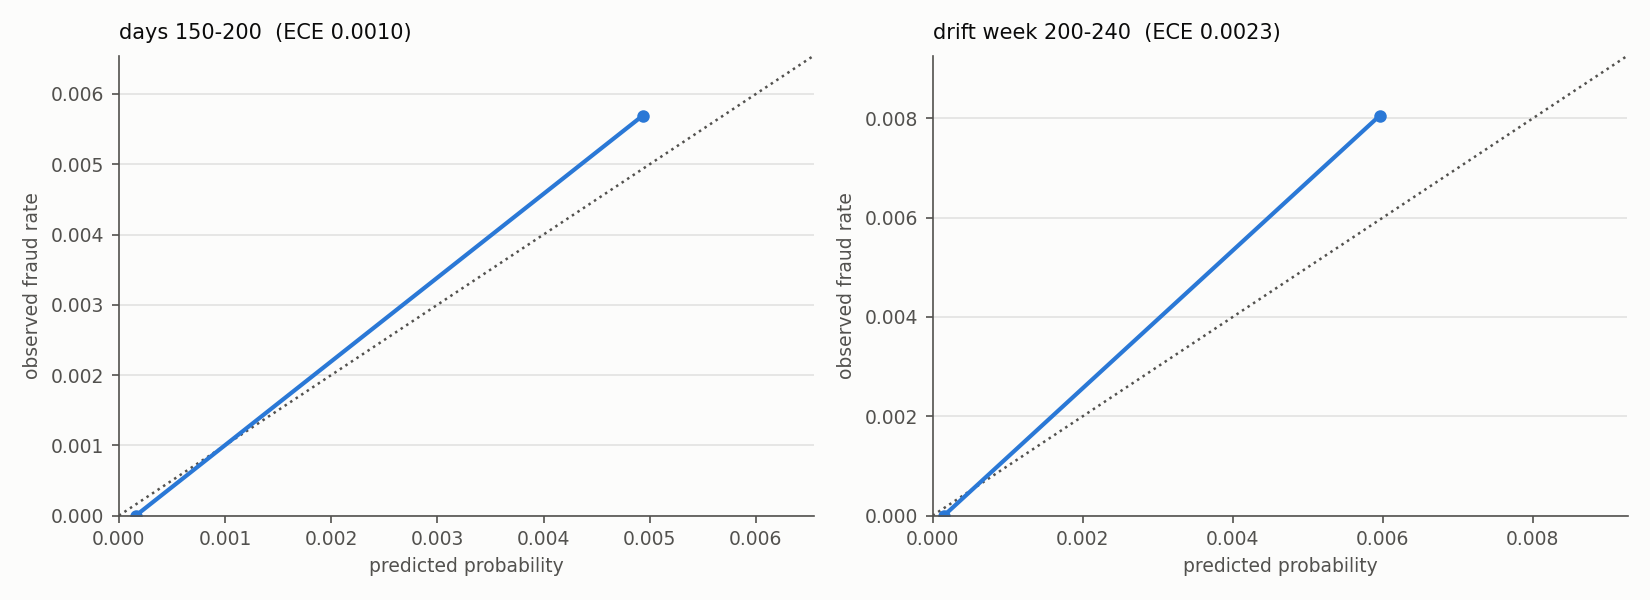 days 150-200  (ECE 0.0010)
0.006
0.005
0.004
0.003
0.002
0.001
0.000
observed fraud rate
0.000 0.001 0.002 0.003 0.004 0.005 0.006
predicted probability
drift week 200-240  (ECE 0.0023)
0.008
0.006
0.004
0.002
0.000
observed fraud rate
0.000 0.002 0.004 0.006 0.008
predicted probability